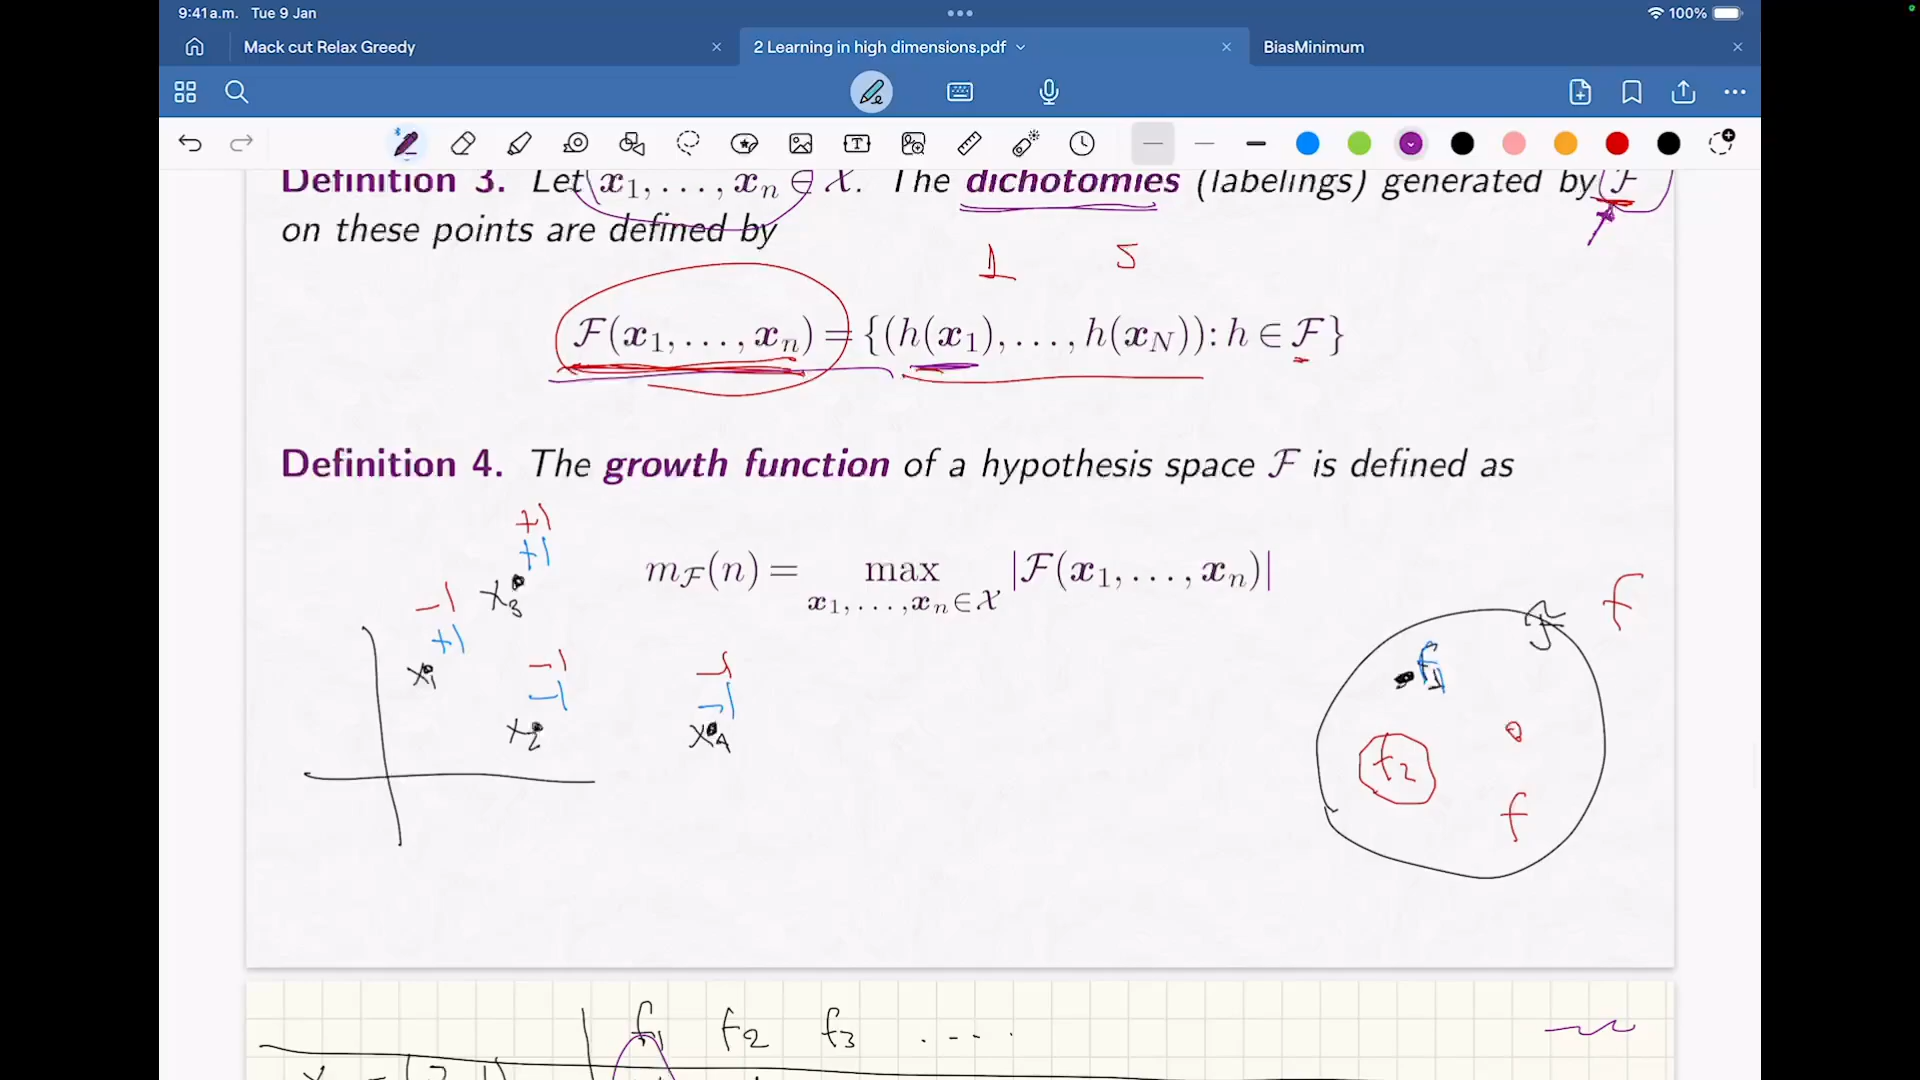 9:41 a.m. Tue 9 Jan
100%
Mack cut Relax Greedy
2 Learning in high dimensions.pdf
BiasMinimum
Definition 3. Let x₁, . . . , xₙ ∈ 𝒳. The dichotomies (labelings) generated by ℱ
on these points are defined by
1 5
ℱ(x₁, . . . , xₙ) = {(h(x₁), . . . , h(x_N)) : h ∈ ℱ}
Definition 4. The growth function of a hypothesis space ℱ is defined as
+1
+1
m_ℱ(n) = max |ℱ(x₁, . . . , xₙ)|
x₁, . . . , xₙ ∈ 𝒳
-1
+1
x₃
x₁
-1
-1
x₂
-1
-1
x₄
f
ℱ
f₁
f₂
f
f₁ f₂ f₃ . . . .